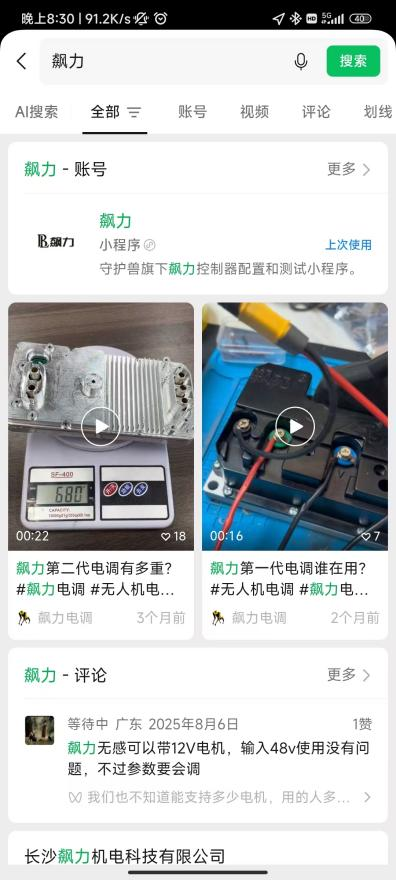 晚上8:30 | 91.2K/s
HD 5G 40
飙力
搜索
AI搜索 全部 账号 视频 评论 划线
飙力 - 账号 更多
飙力
飙力
小程序 上次使用
守护兽旗下飙力控制器配置和测试小程序。
SF-400
680
CAPACITY:
00:22 18
00:16 7
飙力第二代电调有多重？
#飙力电调 #无人机电...
飙力电调 3个月前
飙力第一代电调谁在用？
#无人机电调 #飙力电...
飙力电调 2个月前
飙力 - 评论 更多
等待中 广东 2025年8月6日 1赞
飙力无感可以带12V电机，输入48v使用没有问
题，不过参数要会调
我们也不知道能支持多少电机，用的人多...
长沙飙力机电科技有限公司